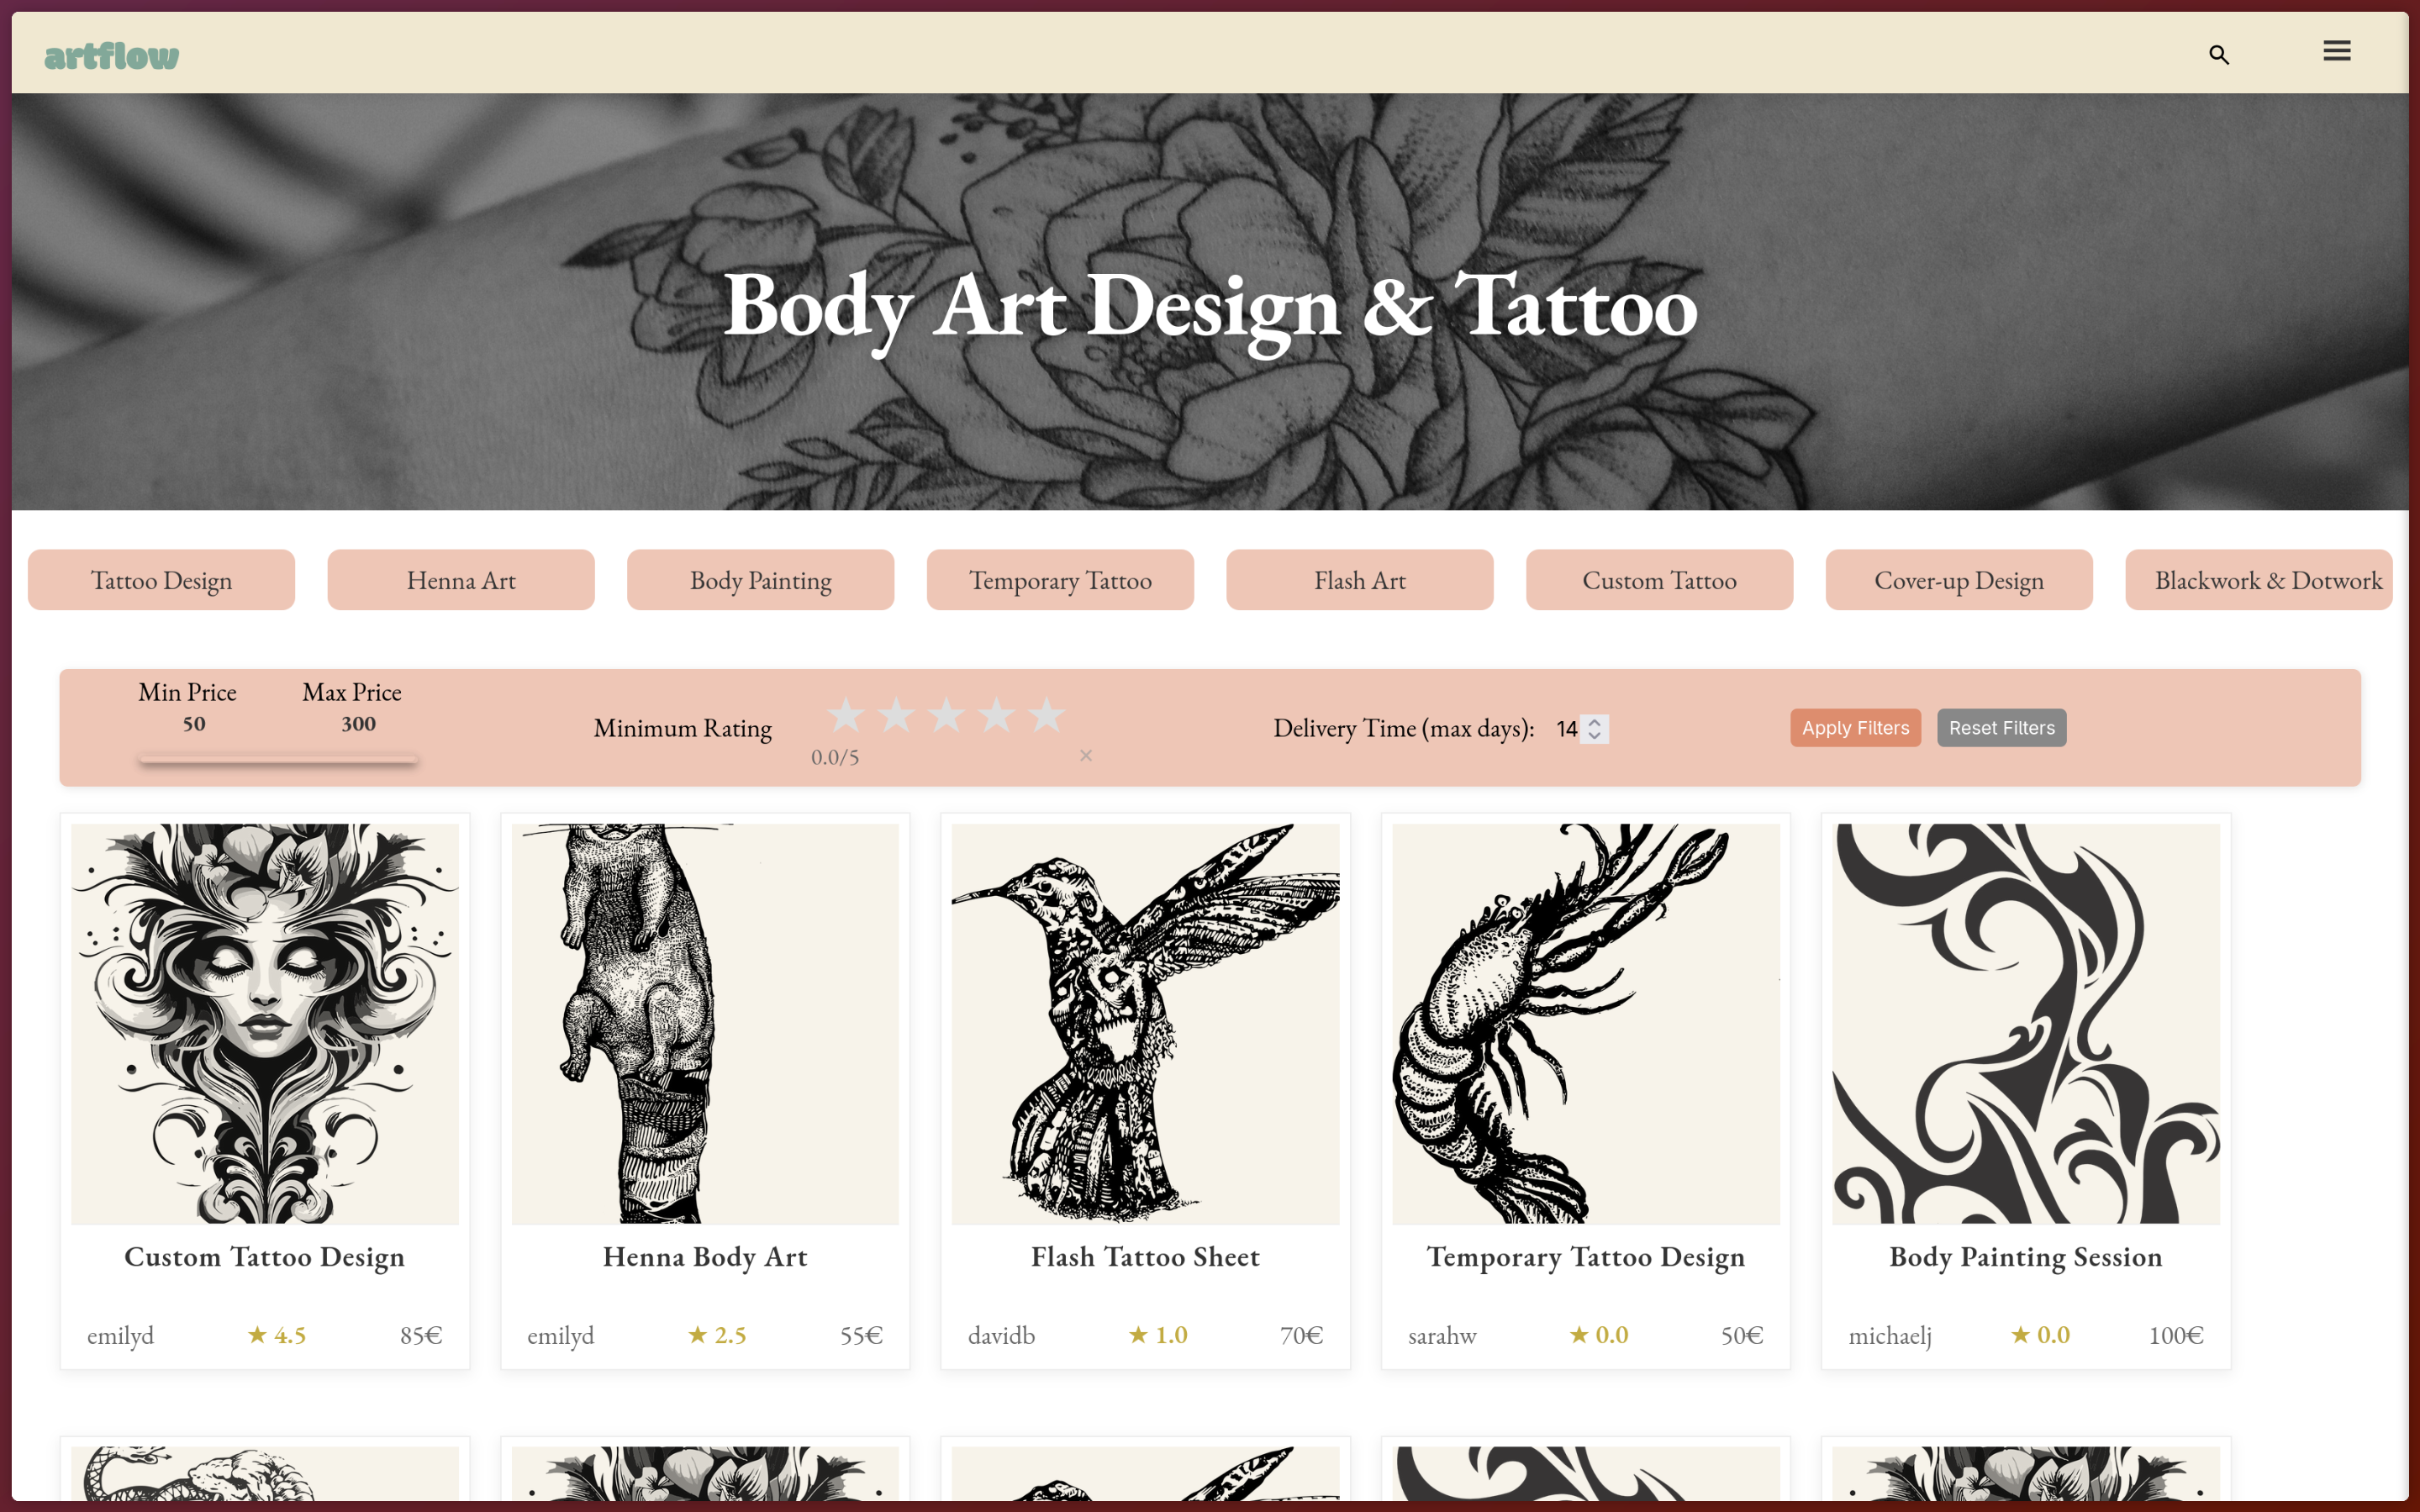 artflow
Body Art Design & Tattoo
Tattoo Design
Henna Art
Body Painting
Temporary Tattoo
Flash Art
Custom Tattoo
Cover-up Design
Blackwork & Dotwork
Min Price
50
Max Price
300
Minimum Rating
★★★★★
0.0/5
×
Delivery Time (max days): 14
Apply Filters
Reset Filters
Custom Tattoo Design
emilyd ★ 4.5 85€
Henna Body Art
emilyd ★ 2.5 55€
Flash Tattoo Sheet
davidb ★ 1.0 70€
Temporary Tattoo Design
sarahw ★ 0.0 50€
Body Painting Session
michaelj ★ 0.0 100€